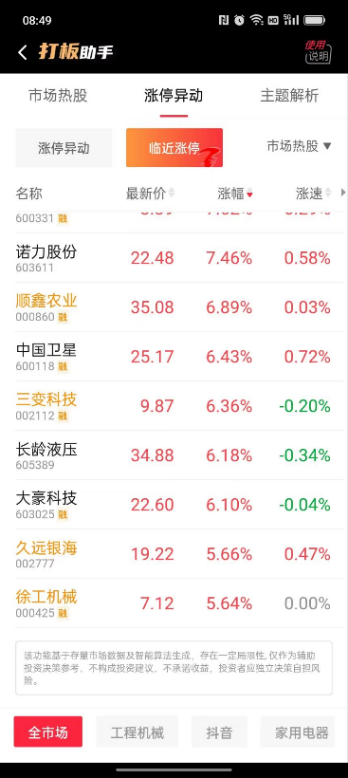 08:49
打板助手
使用
说明
市场热股 涨停异动 主题解析
涨停异动 临近涨停 市场热股
名称 最新价 涨幅 涨速
600331 融
诺力股份 22.48 7.46% 0.58%
603611
顺鑫农业 35.08 6.89% 0.03%
000860 融
中国卫星 25.17 6.43% 0.72%
600118 融
三变科技 9.87 6.36% -0.20%
002112 融
长龄液压 34.88 6.18% -0.34%
605389
大豪科技 22.60 6.10% -0.04%
603025 融
久远银海 19.22 5.66% 0.47%
002777
徐工机械 7.12 5.64% 0.00%
000425 融
该功能基于存量市场数据及智能算法生成，存在一定局限性,仅作为辅助
投资决策参考，不构成投资建议，不承诺收益，投资者应独立决策自担风
险。
全市场 工程机械 抖音 家用电器